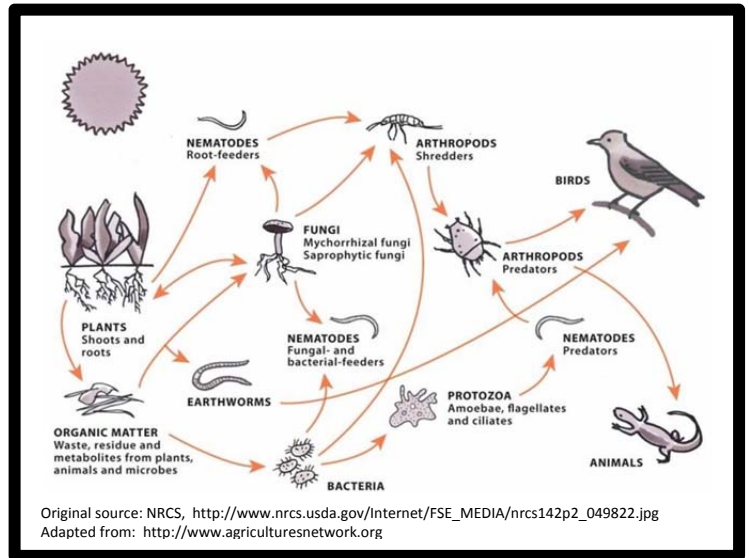 NEMATODES
Root-feeders
ARTHROPODS
Shredders
BIRDS
FUNGI
Mychorrhizal fungi
Saprophytic fungi
ARTHROPODS
Predators
PLANTS
Shoots and
roots
NEMATODES
Fungal- and
bacterial-feeders
NEMATODES
Predators
EARTHWORMS
PROTOZOA
Amoebae, flagellates
and ciliates
ORGANIC MATTER
Waste, residue and
metabolites from plants,
animals and microbes
BACTERIA
ANIMALS
Original source: NRCS, http://www.nrcs.usda.gov/Internet/FSE_MEDIA/nrcs142p2_049822.jpg
Adapted from: http://www.agriculturesnetwork.org